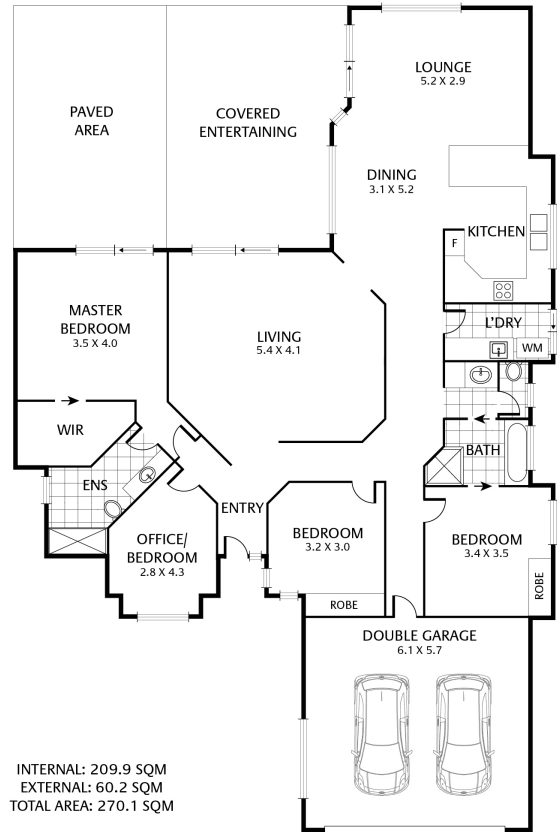 LOUNGE
5.2 X 2.9
PAVED
AREA
COVERED
ENTERTAINING
DINING
3.1 X 5.2
KITCHEN
F
MASTER
BEDROOM
3.5 X 4.0
LIVING
5.4 X 4.1
L'DRY
WM
WIR
BATH
ENS
ENTRY
OFFICE/
BEDROOM
2.8 X 4.3
BEDROOM
3.2 X 3.0
BEDROOM
3.4 X 3.5
ROBE
ROBE
DOUBLE GARAGE
6.1 X 5.7
INTERNAL: 209.9 SQM
EXTERNAL: 60.2 SQM
TOTAL AREA: 270.1 SQM